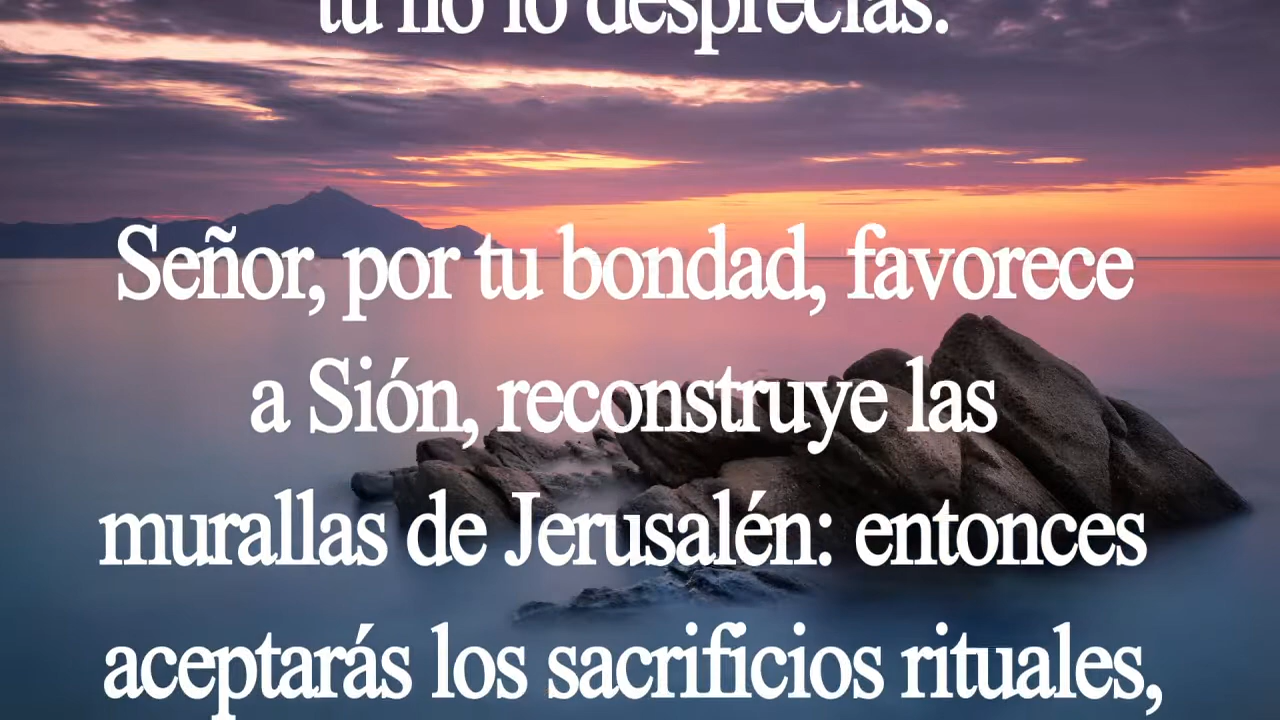 tú no lo desprecias.
Señor, por tu bondad, favorece
a Sión, reconstruye las
murallas de Jerusalén: entonces
aceptarás los sacrificios rituales,